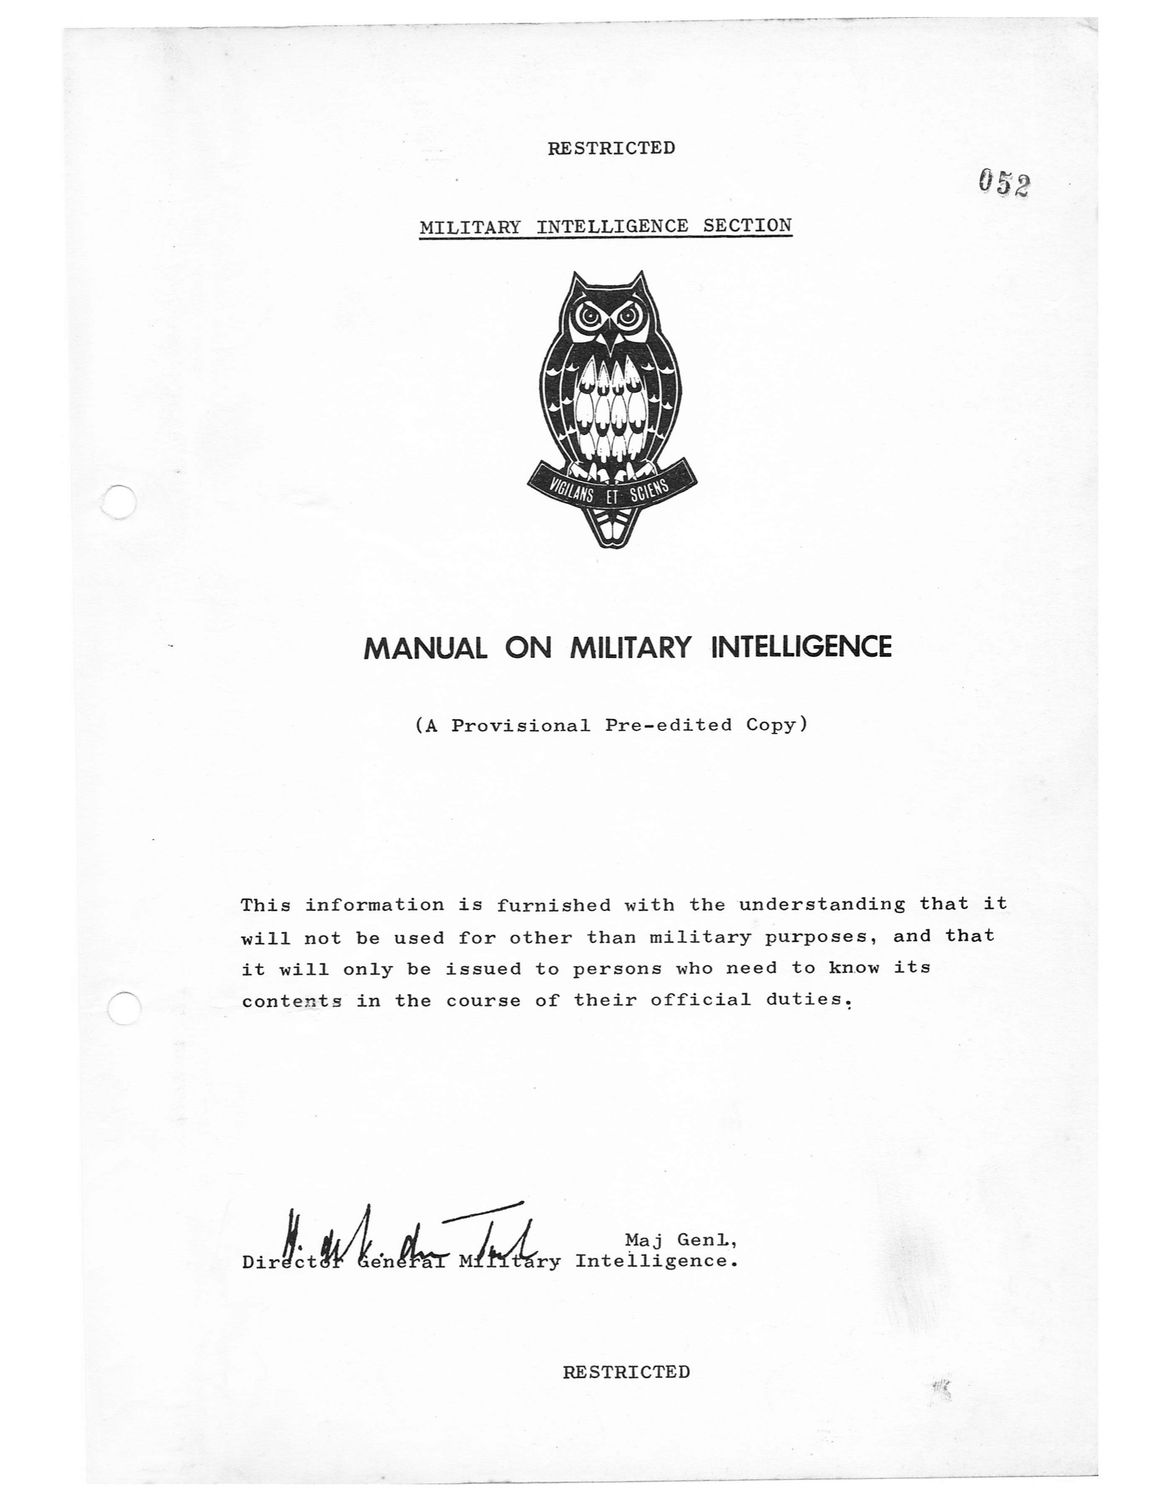 RESTRICTED
052
MILITARY INTELLIGENCE SECTION
VIGILANS ET SCIENS
MANUAL ON MILITARY INTELLIGENCE
(A Provisional Pre-edited Copy)
This information is furnished with the understanding that it
will not be used for other than military purposes, and that
it will only be issued to persons who need to know its
contents in the course of their official duties.
Maj Genl,
Director General Military Intelligence.
RESTRICTED